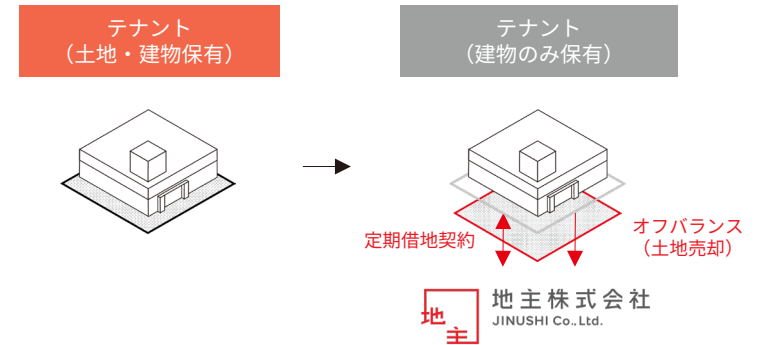 テナント
（土地・建物保有）
テナント
（建物のみ保有）
定期借地契約
オフバランス
（土地売却）
地主
地主株式会社
JINUSHI Co.,Ltd.